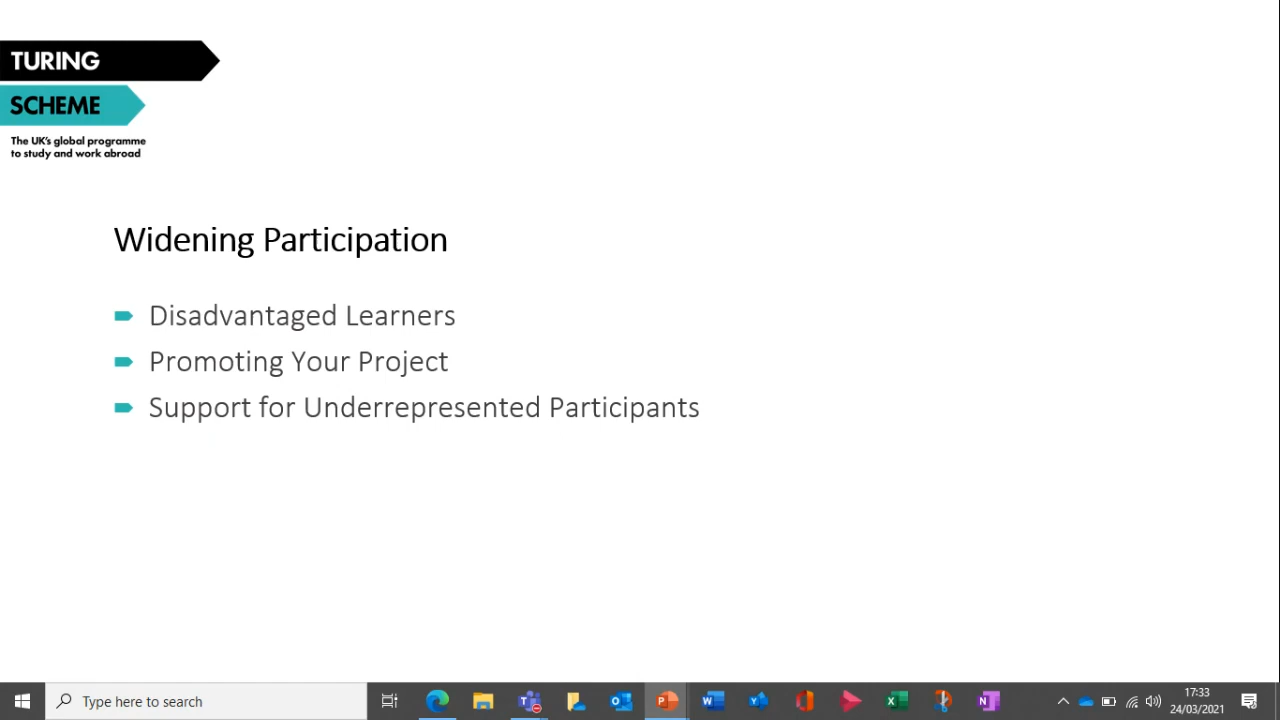 TURING
SCHEME
The UK's global programme
to study and work abroad
Widening Participation
Disadvantaged Learners
Promoting Your Project
Support for Underrepresented Participants
Type here to search
17:33
24/03/2021